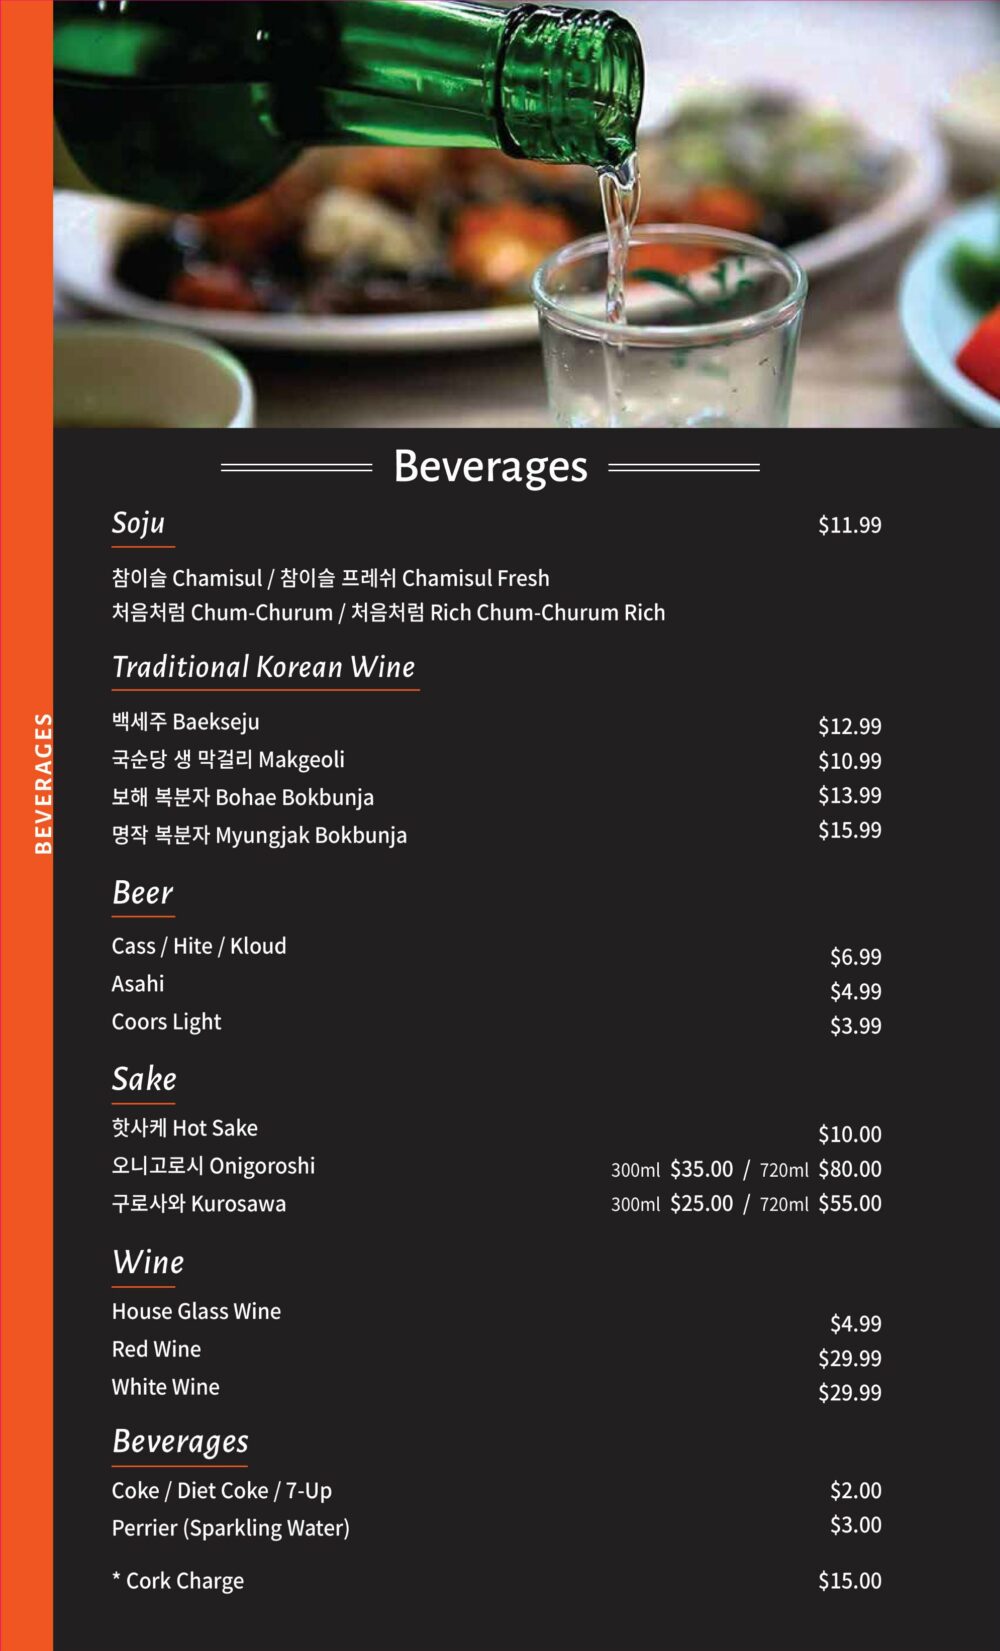 Beverages
Soju $11.99
참이슬 Chamisul / 참이슬 프레쉬 Chamisul Fresh
처음처럼 Chum-Churum / 처음처럼 Rich Chum-Churum Rich
Traditional Korean Wine
백세주 Baekseju $12.99
국순당 생 막걸리 Makgeoli $10.99
보해 복분자 Bohae Bokbunja $13.99
명작 복분자 Myungjak Bokbunja $15.99
BEVERAGES
Beer
Cass / Hite / Kloud $6.99
Asahi $4.99
Coors Light $3.99
Sake
핫사케 Hot Sake $10.00
오니고로시 Onigoroshi 300ml $35.00 / 720ml $80.00
구로사와 Kurosawa 300ml $25.00 / 720ml $55.00
Wine
House Glass Wine $4.99
Red Wine $29.99
White Wine $29.99
Beverages
Coke / Diet Coke / 7-Up $2.00
Perrier (Sparkling Water) $3.00
* Cork Charge $15.00